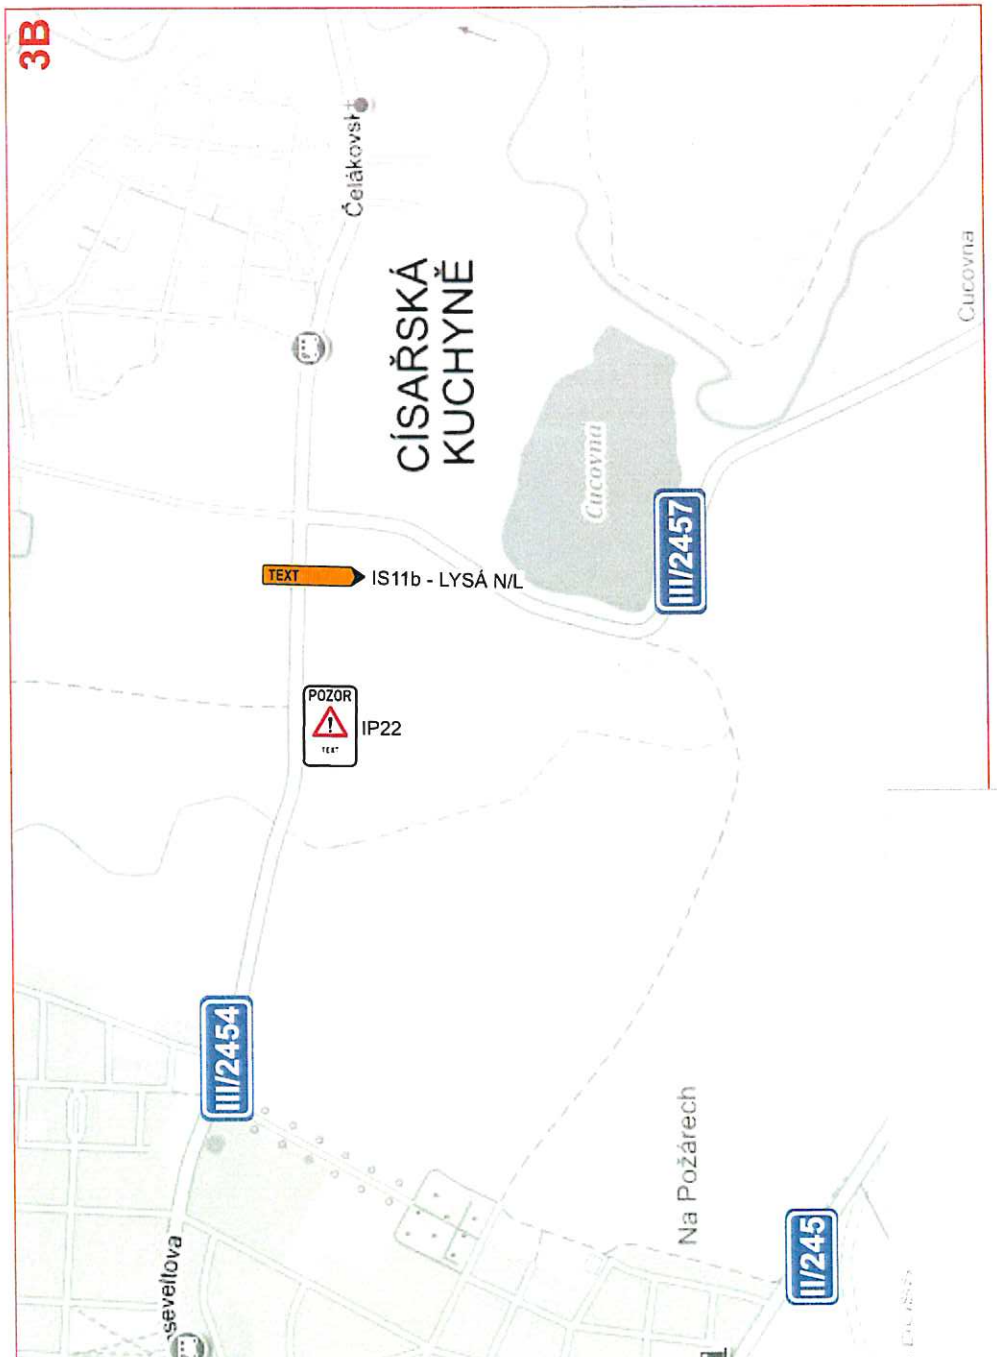 3B
Čelákovsk
CÍSAŘSKÁ
KUCHYNĚ
Cucovna
Cucovna
III/2457
TEXT
IS11b - LYSÁ N/L
POZOR
TEXT
IP22
III/2454
Na Požárech
seveltova
II/245